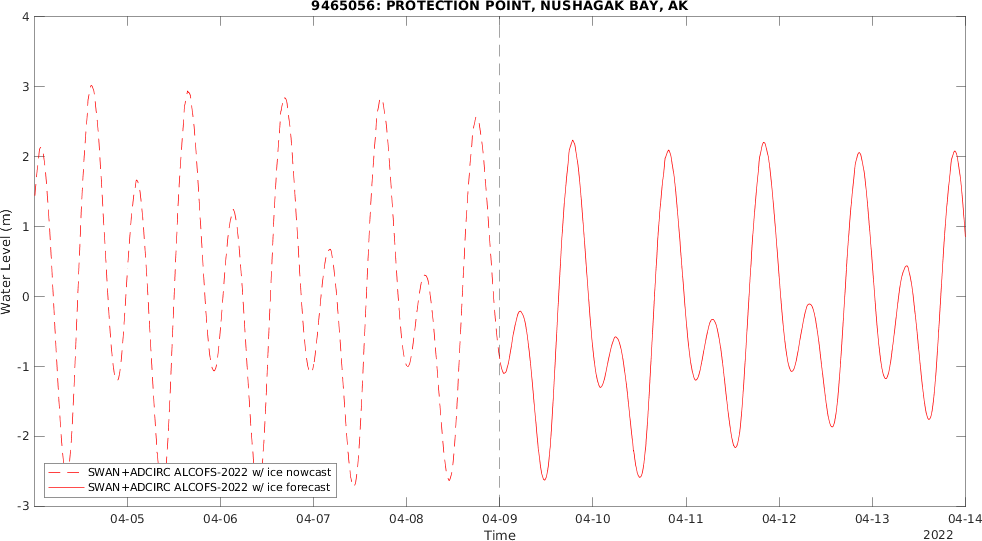 9465056: PROTECTION POINT, NUSHAGAK BAY, AK
4
3
2
1
0
-1
-2
-3
Water Level (m)
SWAN+ADCIRC ALCOFS-2022 w/ ice nowcast
SWAN+ADCIRC ALCOFS-2022 w/ ice forecast
04-05 04-06 04-07 04-08 04-09 04-10 04-11 04-12 04-13 04-14
Time
2022